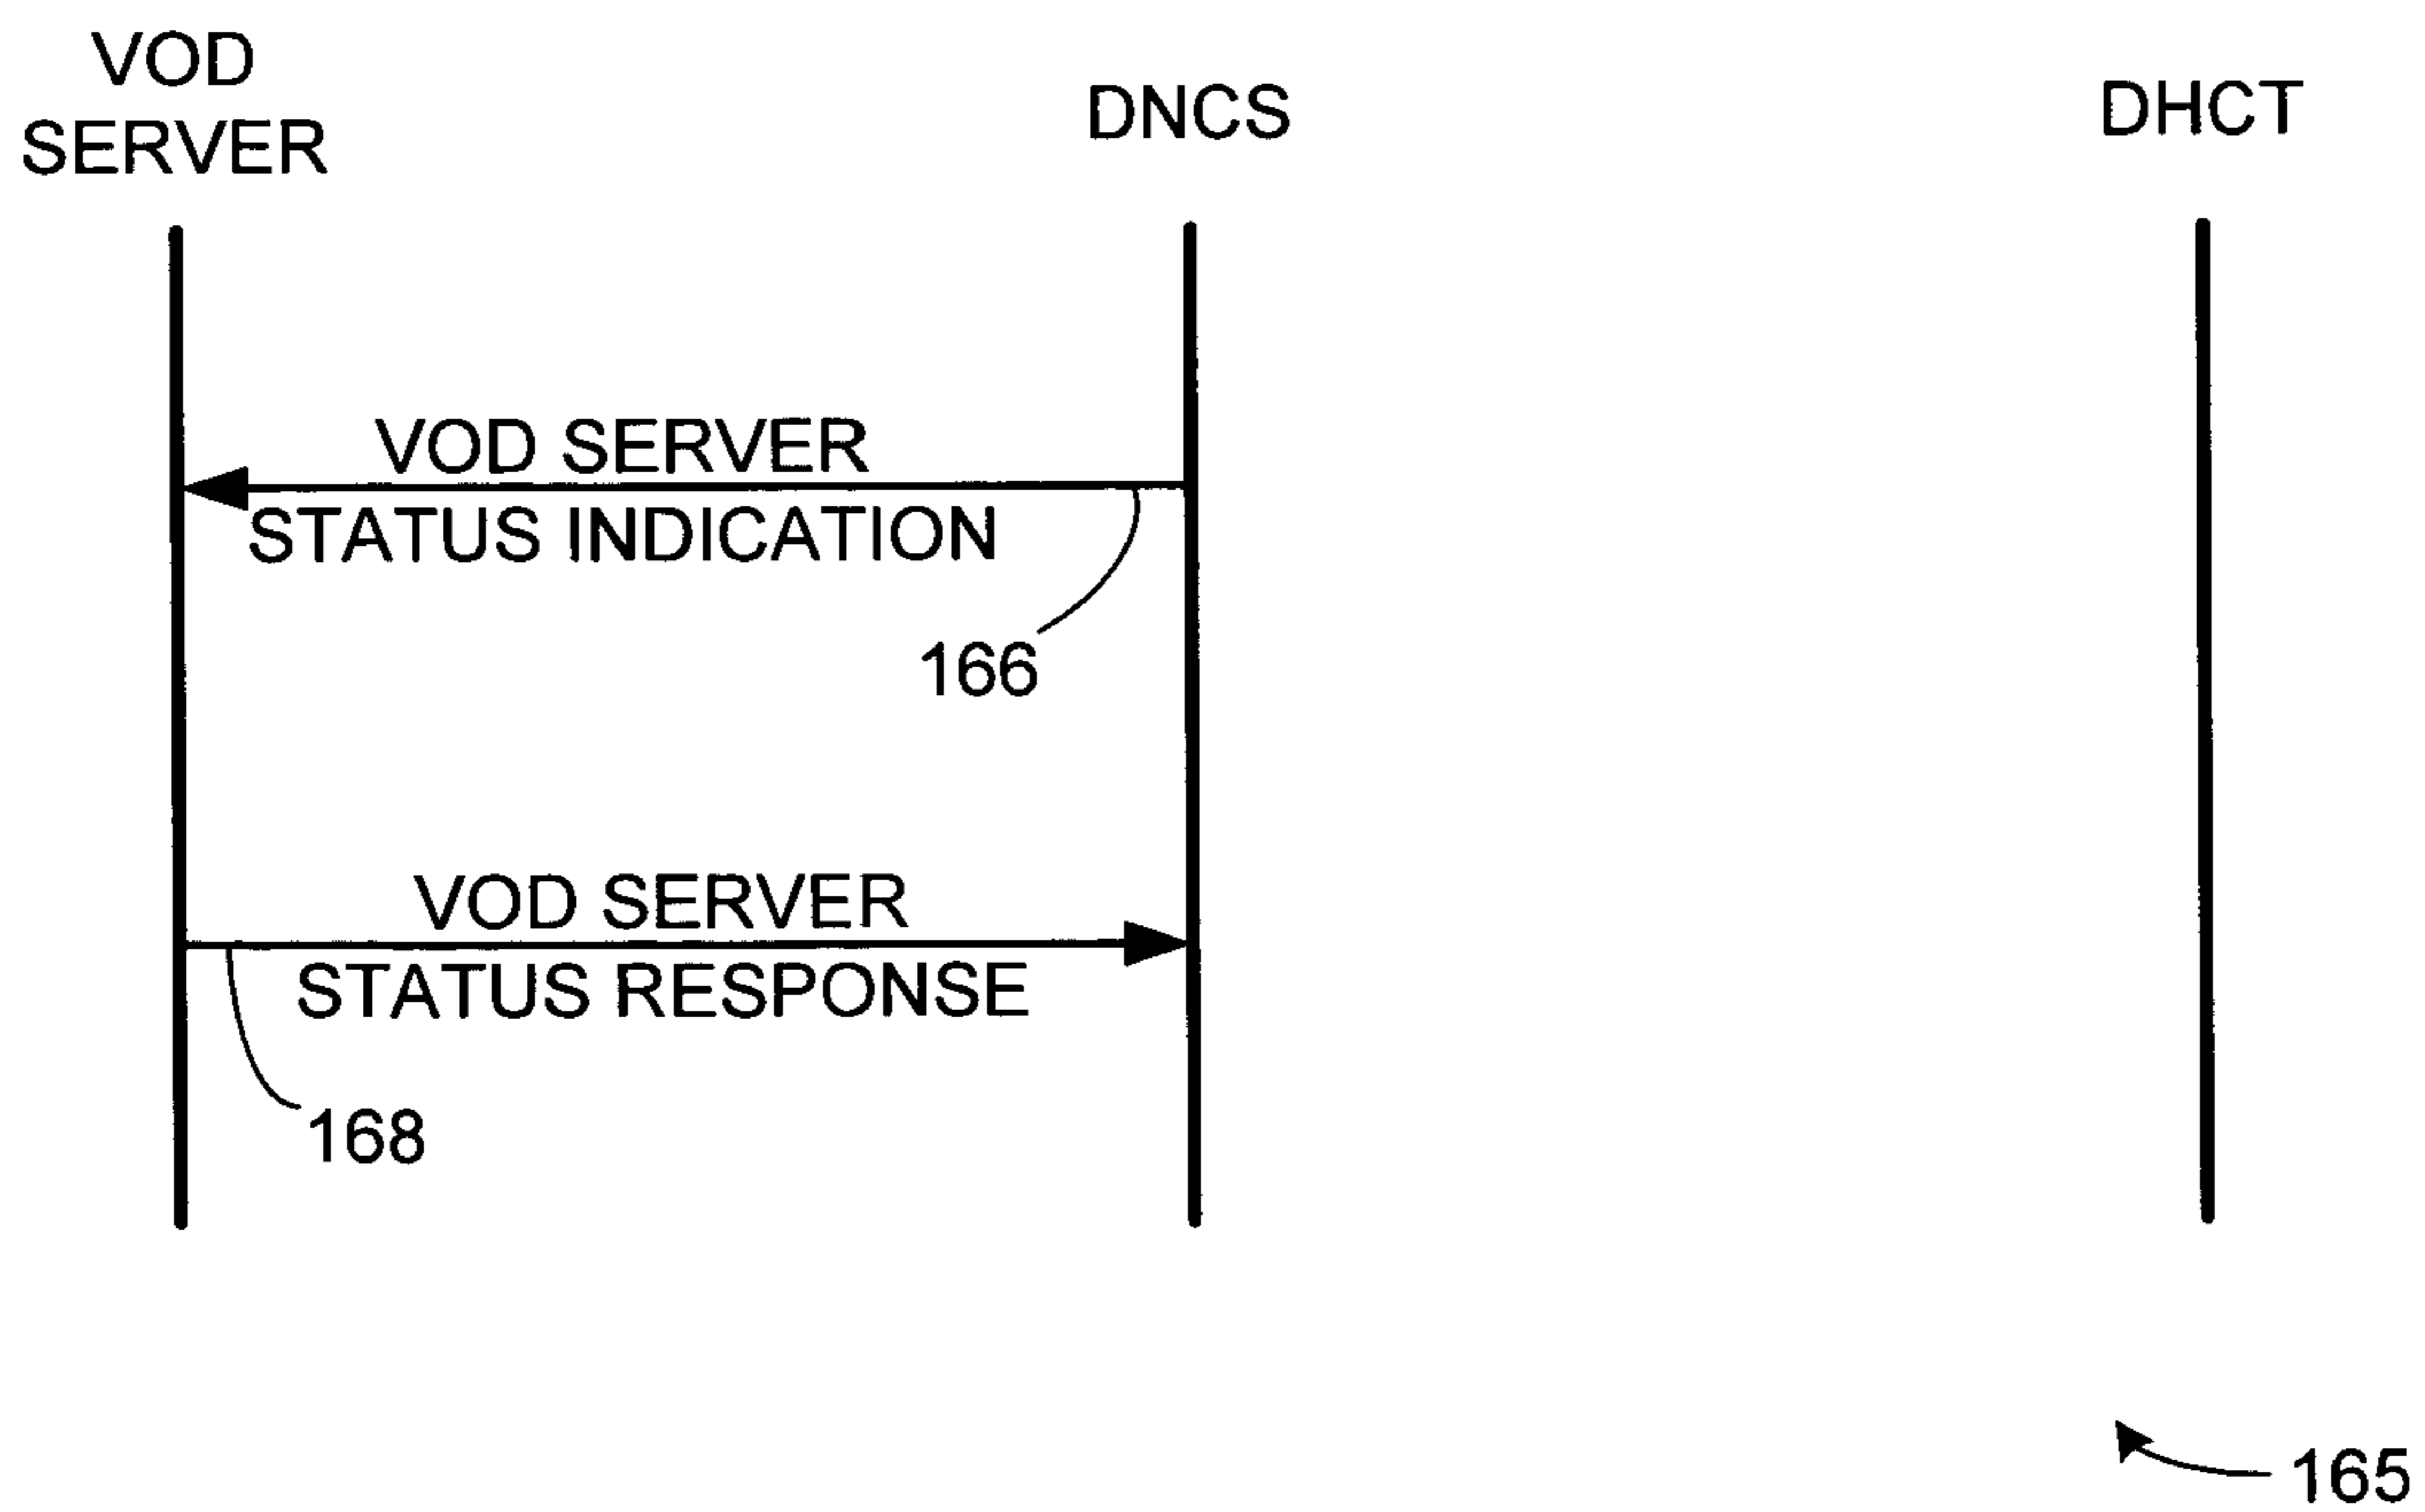 VOD
SERVER
DNCS
DHCT
VOD SERVER
STATUS INDICATION
166
VOD SERVER
STATUS RESPONSE
168
165